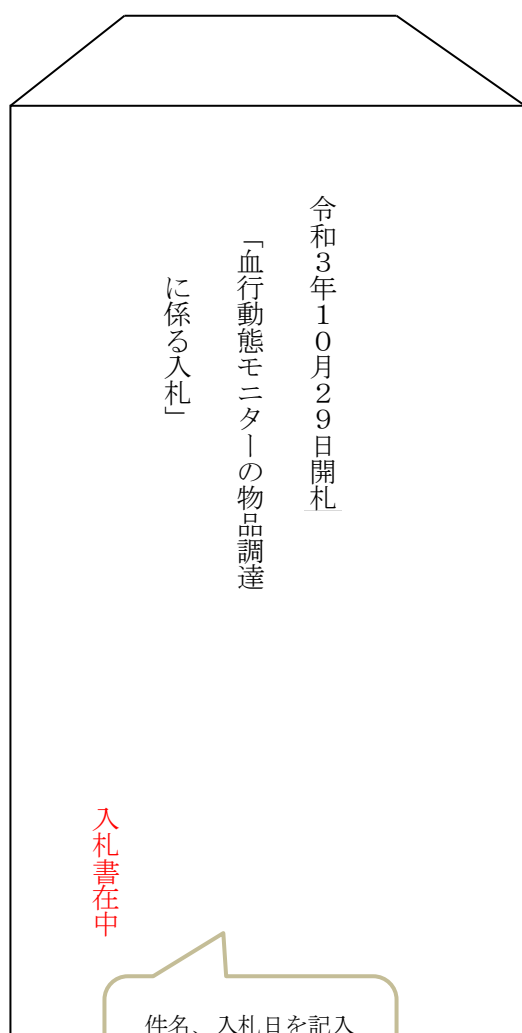 令和３年１０月２９日開札」
「血行動態モニターの物品調達
に係る入札」
入札書在中
件名、入札日を記入